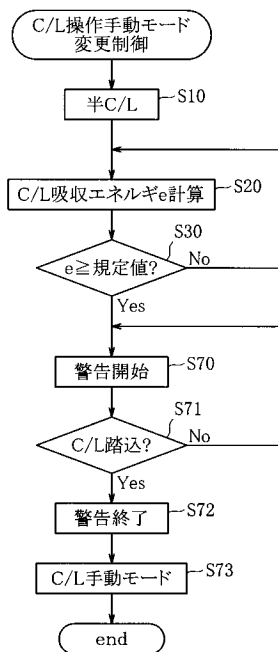 C/L操作手動モード
変更制御
半C/L
S10
C/L吸収エネルギe計算
S20
e≧規定値?
S30
No
Yes
警告開始
S70
C/L踏込?
S71
No
Yes
警告終了
S72
C/L手動モード
S73
end